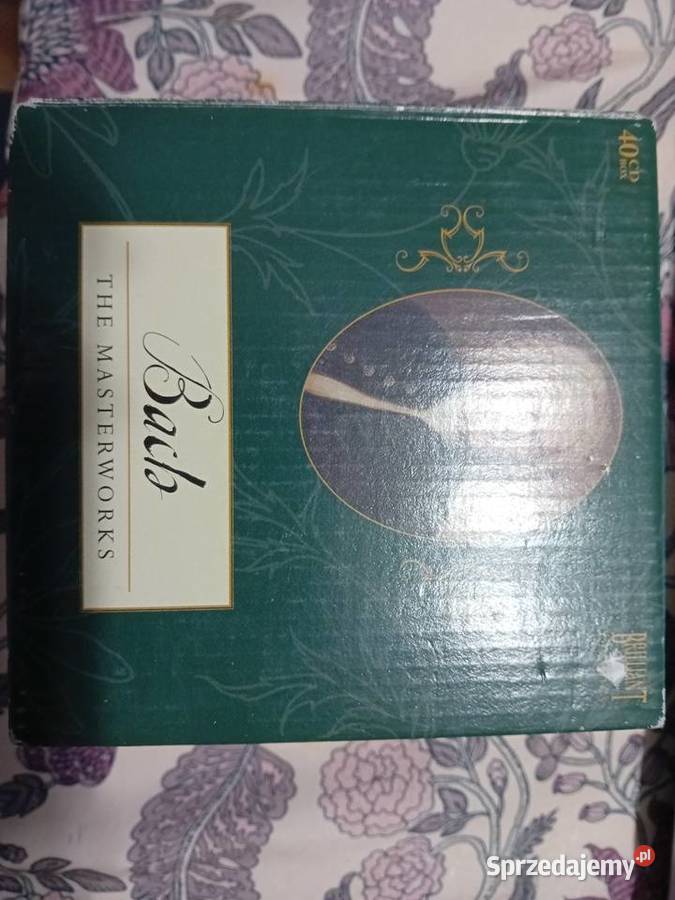 40 CD
BOX
BRILLIANT
Bach
THE MASTERWORKS
Sprzedajemy.pl